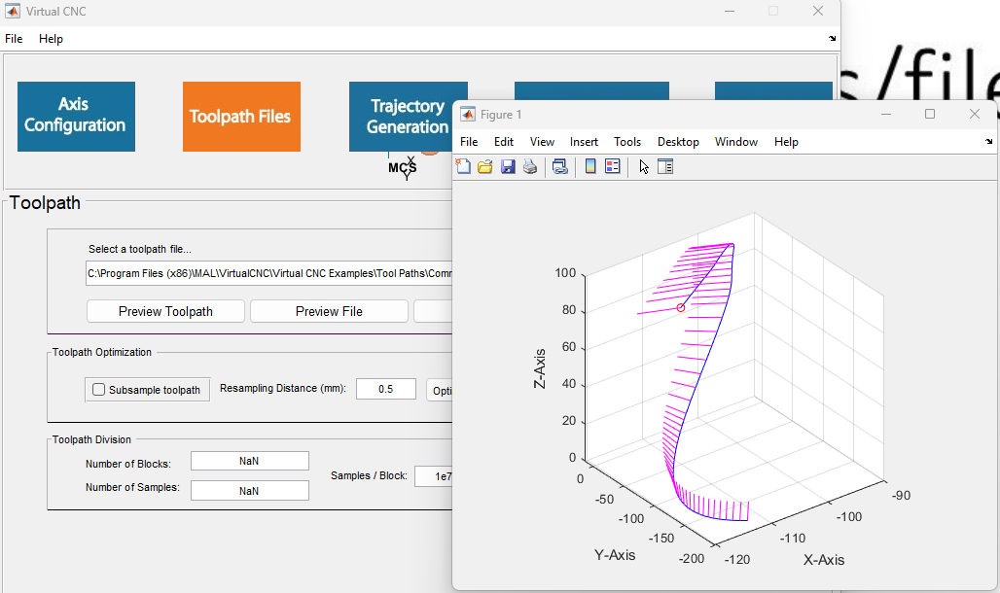 Virtual CNC
File Help
Axis
Configuration
Toolpath Files
Trajectory
Generation
MCS
X
Y
Toolpath
Select a toolpath file...
C:\Program Files (x86)\MAL\VirtualCNC\Virtual CNC Examples\Tool Paths\Comm
Preview Toolpath
Preview File
Toolpath Optimization
Subsample toolpath
Resampling Distance (mm):
0.5
Opti
Toolpath Division
Number of Blocks:
NaN
Number of Samples:
NaN
Samples / Block:
1e7
s/file
Figure 1
File Edit View Insert Tools Desktop Window Help
100
80
60
40
20
0
Z-Axis
0
-50
-100
-150
-200
Y-Axis
-120
-110
-100
-90
X-Axis